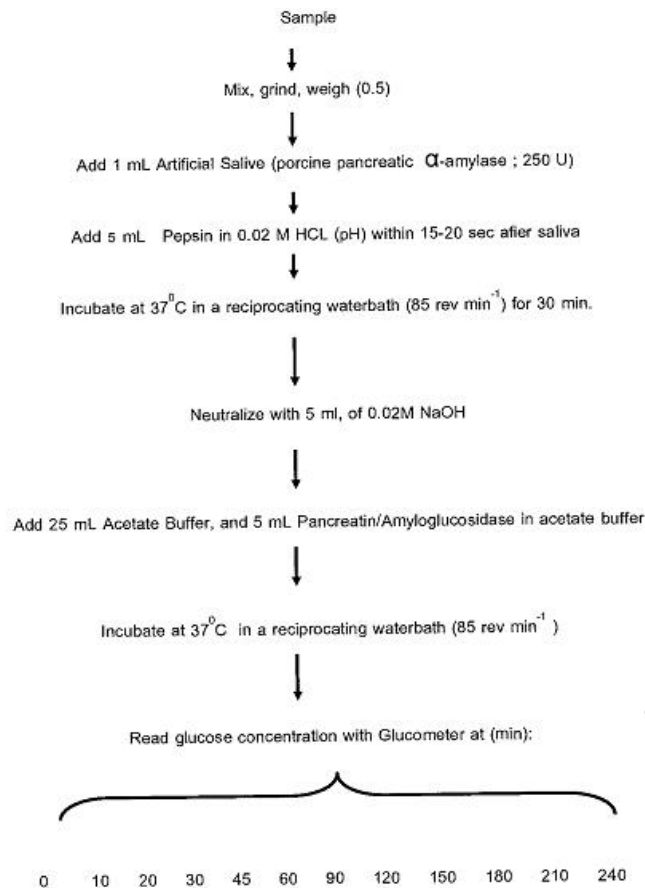 Sample
Mix, grind, weigh (0.5)
Add 1 mL Artificial Salive (porcine pancreatic α-amylase ; 250 U)
Add 5 mL Pepsin in 0.02 M HCL (pH) within 15-20 sec afier saliva
Incubate at 37⁰C in a reciprocating waterbath (85 rev min⁻¹) for 30 min.
Neutralize with 5 ml, of 0.02M NaOH
Add 25 mL Acetate Buffer, and 5 mL Pancreatin/Amyloglucosidase in acetate buffer
Incubate at 37⁰C in a reciprocating waterbath (85 rev min⁻¹ )
Read glucose concentration with Glucometer at (min):
0 10 20 30 45 60 90 120 150 180 210 240